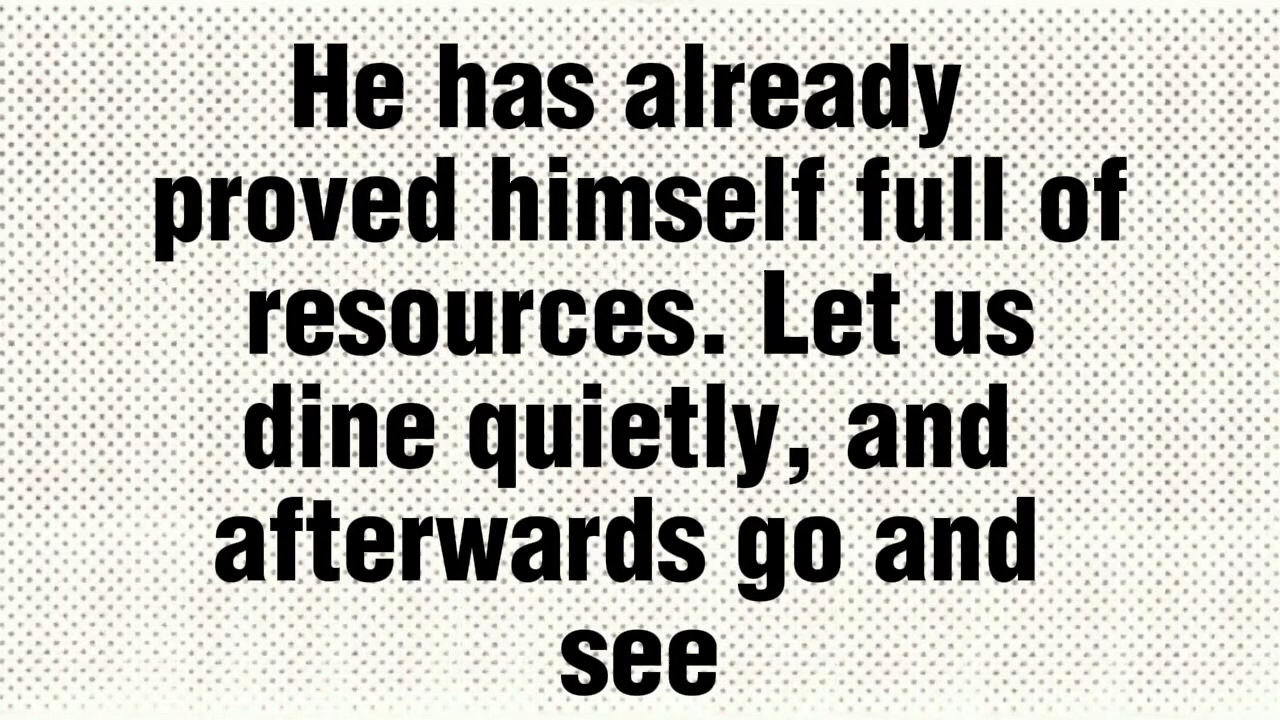 He has already
proved himself full of
resources. Let us
dine quietly, and
afterwards go and
see